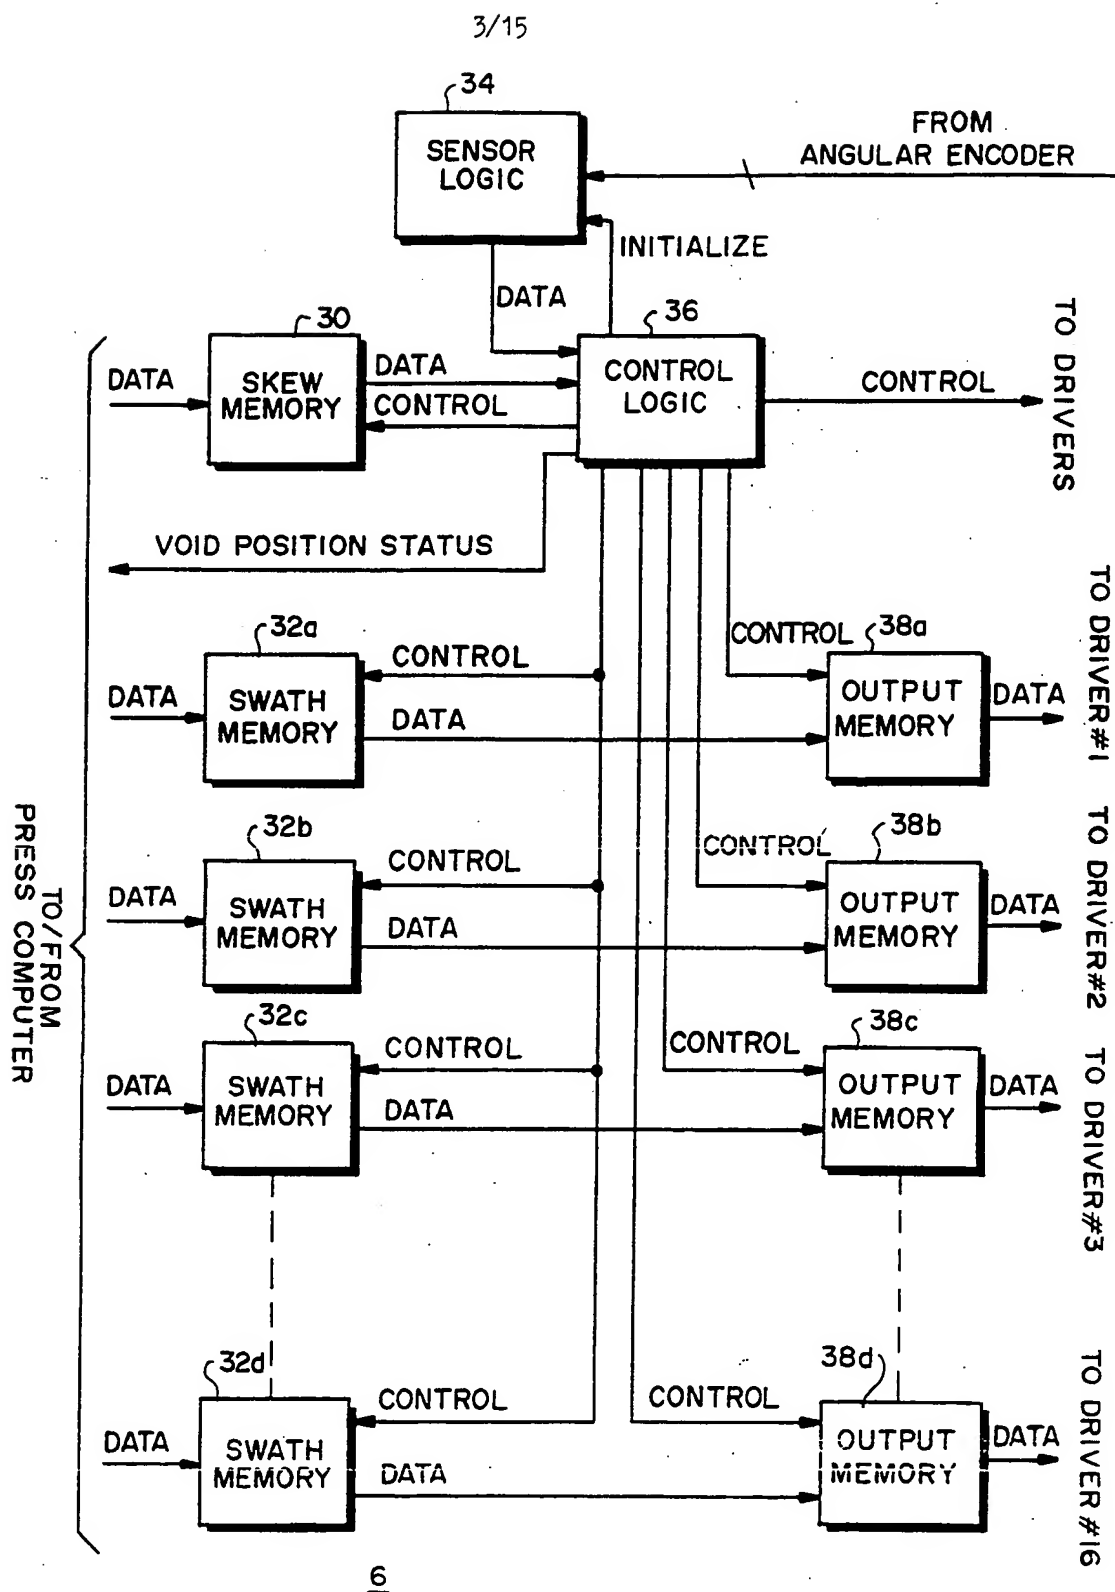 3/15
34
SENSOR
LOGIC
FROM
ANGULAR ENCODER
INITIALIZE
DATA
30
36
DATA
SKEW
MEMORY
DATA
CONTROL
CONTROL
LOGIC
CONTROL
TO DRIVERS
VOID POSITION STATUS
32a
CONTROL
CONTROL
38a
DATA
SWATH
MEMORY
DATA
OUTPUT
MEMORY
DATA
TO DRIVER #1
32b
CONTROL
CONTROL
38b
DATA
SWATH
MEMORY
DATA
OUTPUT
MEMORY
DATA
TO DRIVER #2
TO/FROM
PRESS COMPUTER
32c
CONTROL
CONTROL
38c
DATA
SWATH
MEMORY
DATA
OUTPUT
MEMORY
DATA
TO DRIVER #3
32d
CONTROL
CONTROL
38d
DATA
SWATH
MEMORY
DATA
OUTPUT
MEMORY
DATA
TO DRIVER #16
6